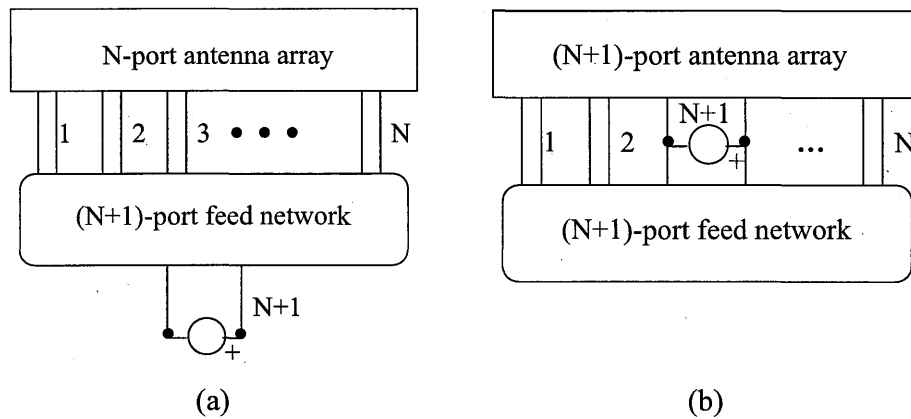 N-port antenna array
1 2 3 • • • N
(N+1)-port feed network
N+1
+
(a)
(N+1)-port antenna array
N+1
1 2 + ... N
(N+1)-port feed network
(b)